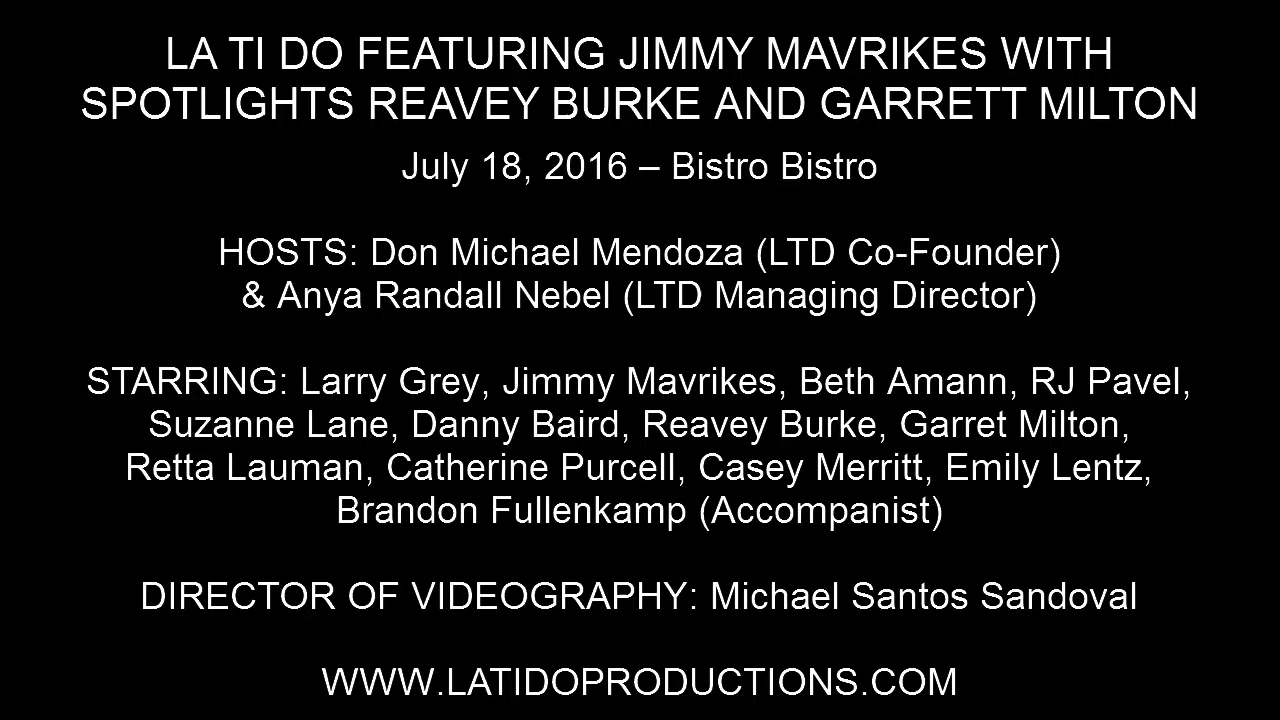 LA TI DO FEATURING JIMMY MAVRIKES WITH
SPOTLIGHTS REAVEY BURKE AND GARRETT MILTON
July 18, 2016 – Bistro Bistro
HOSTS: Don Michael Mendoza (LTD Co-Founder)
& Anya Randall Nebel (LTD Managing Director)
STARRING: Larry Grey, Jimmy Mavrikes, Beth Amann, RJ Pavel,
Suzanne Lane, Danny Baird, Reavey Burke, Garret Milton,
Retta Lauman, Catherine Purcell, Casey Merritt, Emily Lentz,
Brandon Fullenkamp (Accompanist)
DIRECTOR OF VIDEOGRAPHY: Michael Santos Sandoval
WWW.LATIDOPRODUCTIONS.COM